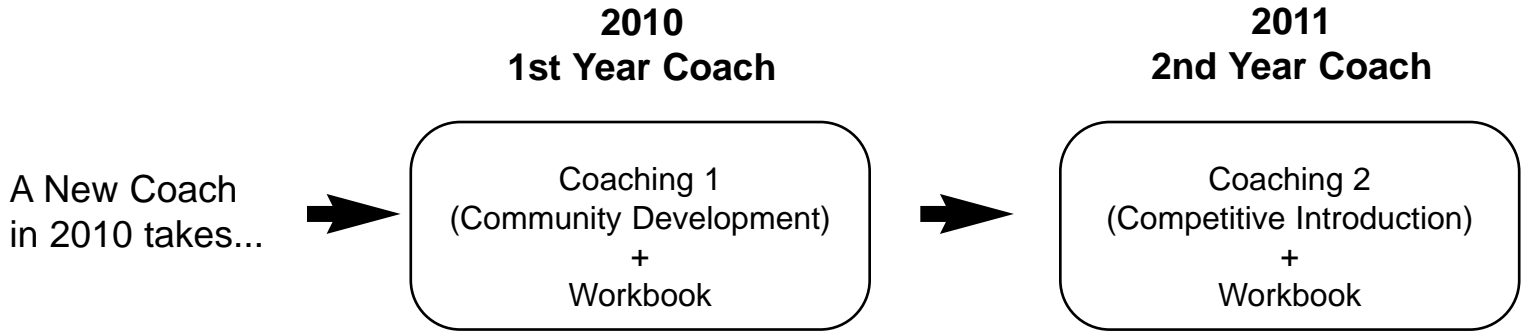 2010
1st Year Coach
2011
2nd Year Coach
A New Coach
in 2010 takes...
Coaching 1
(Community Development)
+
Workbook
Coaching 2
(Competitive Introduction)
+
Workbook